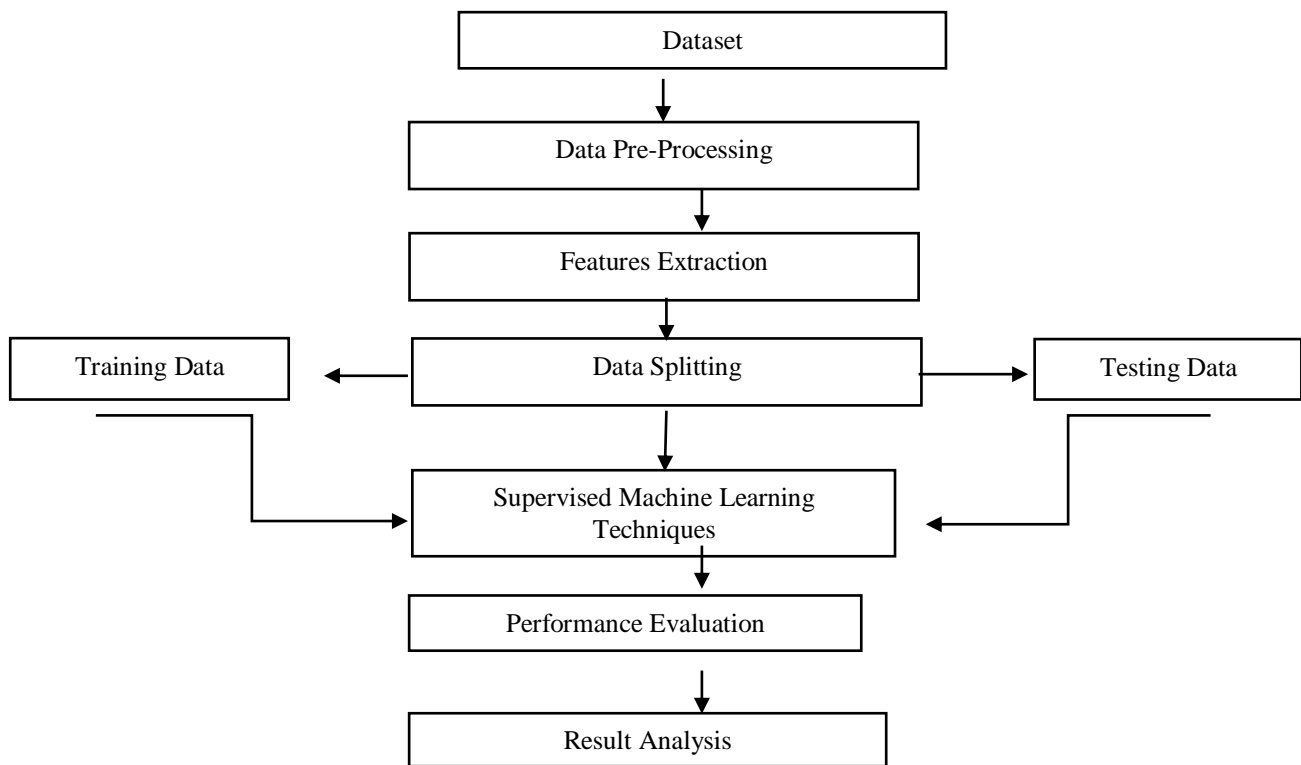 Dataset
Data Pre-Processing
Features Extraction
Training Data
Data Splitting
Testing Data
Supervised Machine Learning
Techniques
Performance Evaluation
Result Analysis